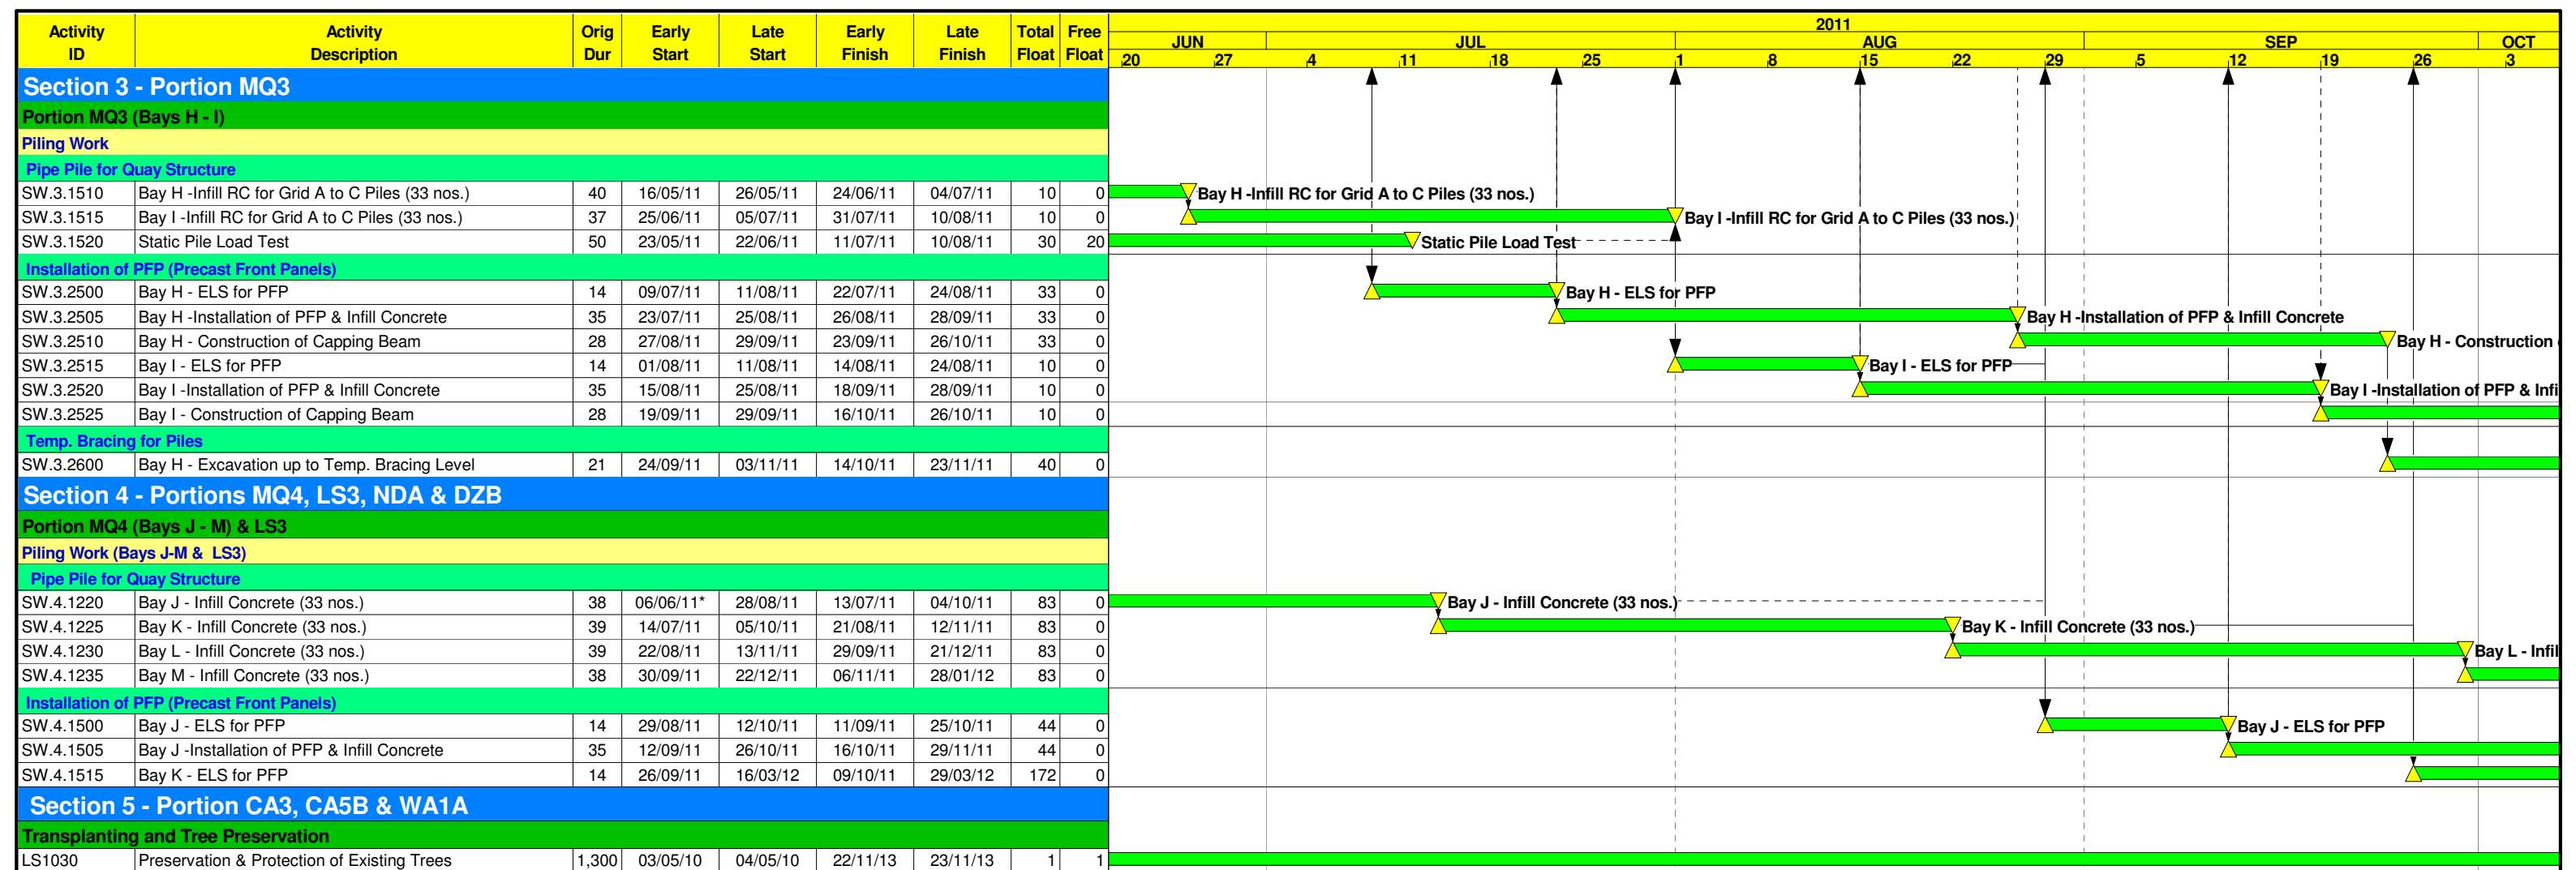 2011
Activity ID Activity Description Orig Dur Early Start Late Start Early Finish Late Finish Total Float Free Float
JUN JUL AUG SEP OCT
20 27 4 11 18 25 1 8 15 22 29 5 12 19 26 3
Section 3 - Portion MQ3
Portion MQ3 (Bays H - I)
Piling Work
Pipe Pile for Quay Structure
SW.3.1510 Bay H -Infill RC for Grid A to C Piles (33 nos.) 40 16/05/11 26/05/11 24/06/11 04/07/11 10 0 Bay H -Infill RC for Grid A to C Piles (33 nos.)
SW.3.1515 Bay I -Infill RC for Grid A to C Piles (33 nos.) 37 25/06/11 05/07/11 31/07/11 10/08/11 10 0 Bay I -Infill RC for Grid A to C Piles (33 nos.)
SW.3.1520 Static Pile Load Test 50 23/05/11 22/06/11 11/07/11 10/08/11 30 20 Static Pile Load Test
Installation of PFP (Precast Front Panels)
SW.3.2500 Bay H - ELS for PFP 14 09/07/11 11/08/11 22/07/11 24/08/11 33 0 Bay H - ELS for PFP
SW.3.2505 Bay H -Installation of PFP & Infill Concrete 35 23/07/11 25/08/11 26/08/11 28/09/11 33 0 Bay H -Installation of PFP & Infill Concrete
SW.3.2510 Bay H - Construction of Capping Beam 28 27/08/11 29/09/11 23/09/11 26/10/11 33 0 Bay H - Construction
SW.3.2515 Bay I - ELS for PFP 14 01/08/11 11/08/11 14/08/11 24/08/11 10 0 Bay I - ELS for PFP
SW.3.2520 Bay I -Installation of PFP & Infill Concrete 35 15/08/11 25/08/11 18/09/11 28/09/11 10 0 Bay I -Installation of PFP & Infi
SW.3.2525 Bay I - Construction of Capping Beam 28 19/09/11 29/09/11 16/10/11 26/10/11 10 0
Temp. Bracing for Piles
SW.3.2600 Bay H - Excavation up to Temp. Bracing Level 21 24/09/11 03/11/11 14/10/11 23/11/11 40 0
Section 4 - Portions MQ4, LS3, NDA & DZB
Portion MQ4 (Bays J - M) & LS3
Piling Work (Bays J-M & LS3)
Pipe Pile for Quay Structure
SW.4.1220 Bay J - Infill Concrete (33 nos.) 38 06/06/11* 28/08/11 13/07/11 04/10/11 83 0 Bay J - Infill Concrete (33 nos.)
SW.4.1225 Bay K - Infill Concrete (33 nos.) 39 14/07/11 05/10/11 21/08/11 12/11/11 83 0 Bay K - Infill Concrete (33 nos.)
SW.4.1230 Bay L - Infill Concrete (33 nos.) 39 22/08/11 13/11/11 29/09/11 21/12/11 83 0 Bay L - Infil
SW.4.1235 Bay M - Infill Concrete (33 nos.) 38 30/09/11 22/12/11 06/11/11 28/01/12 83 0
Installation of PFP (Precast Front Panels)
SW.4.1500 Bay J - ELS for PFP 14 29/08/11 12/10/11 11/09/11 25/10/11 44 0 Bay J - ELS for PFP
SW.4.1505 Bay J -Installation of PFP & Infill Concrete 35 12/09/11 26/10/11 16/10/11 29/11/11 44 0
SW.4.1515 Bay K - ELS for PFP 14 26/09/11 16/03/12 09/10/11 29/03/12 172 0
Section 5 - Portion CA3, CA5B & WA1A
Transplanting and Tree Preservation
LS1030 Preservation & Protection of Existing Trees 1,300 03/05/10 04/05/10 22/11/13 23/11/13 1 1